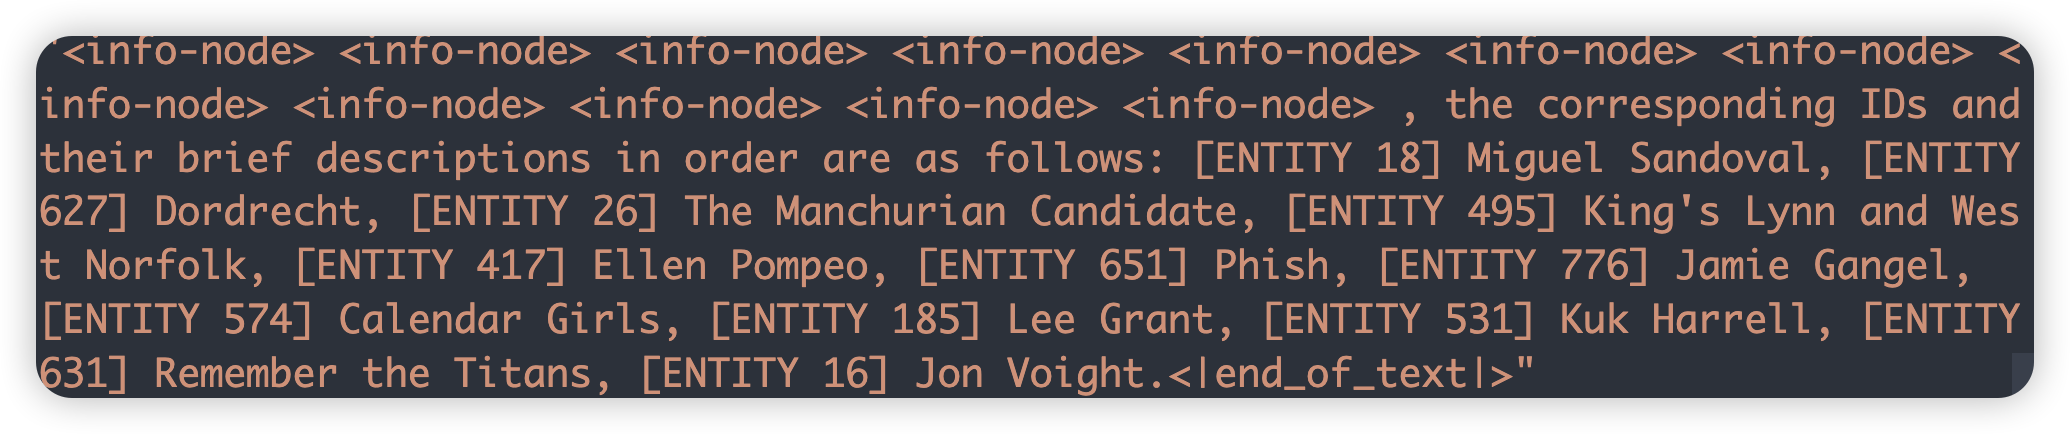 "<info-node> <info-node> <info-node> <info-node> <info-node> <info-node> <info-node> <
info-node> <info-node> <info-node> <info-node> <info-node> , the corresponding IDs and
their brief descriptions in order are as follows: [ENTITY 18] Miguel Sandoval, [ENTITY
627] Dordrecht, [ENTITY 26] The Manchurian Candidate, [ENTITY 495] King's Lynn and Wes
t Norfolk, [ENTITY 417] Ellen Pompeo, [ENTITY 651] Phish, [ENTITY 776] Jamie Gangel,
[ENTITY 574] Calendar Girls, [ENTITY 185] Lee Grant, [ENTITY 531] Kuk Harrell, [ENTITY
631] Remember the Titans, [ENTITY 16] Jon Voight.<|end_of_text|>"